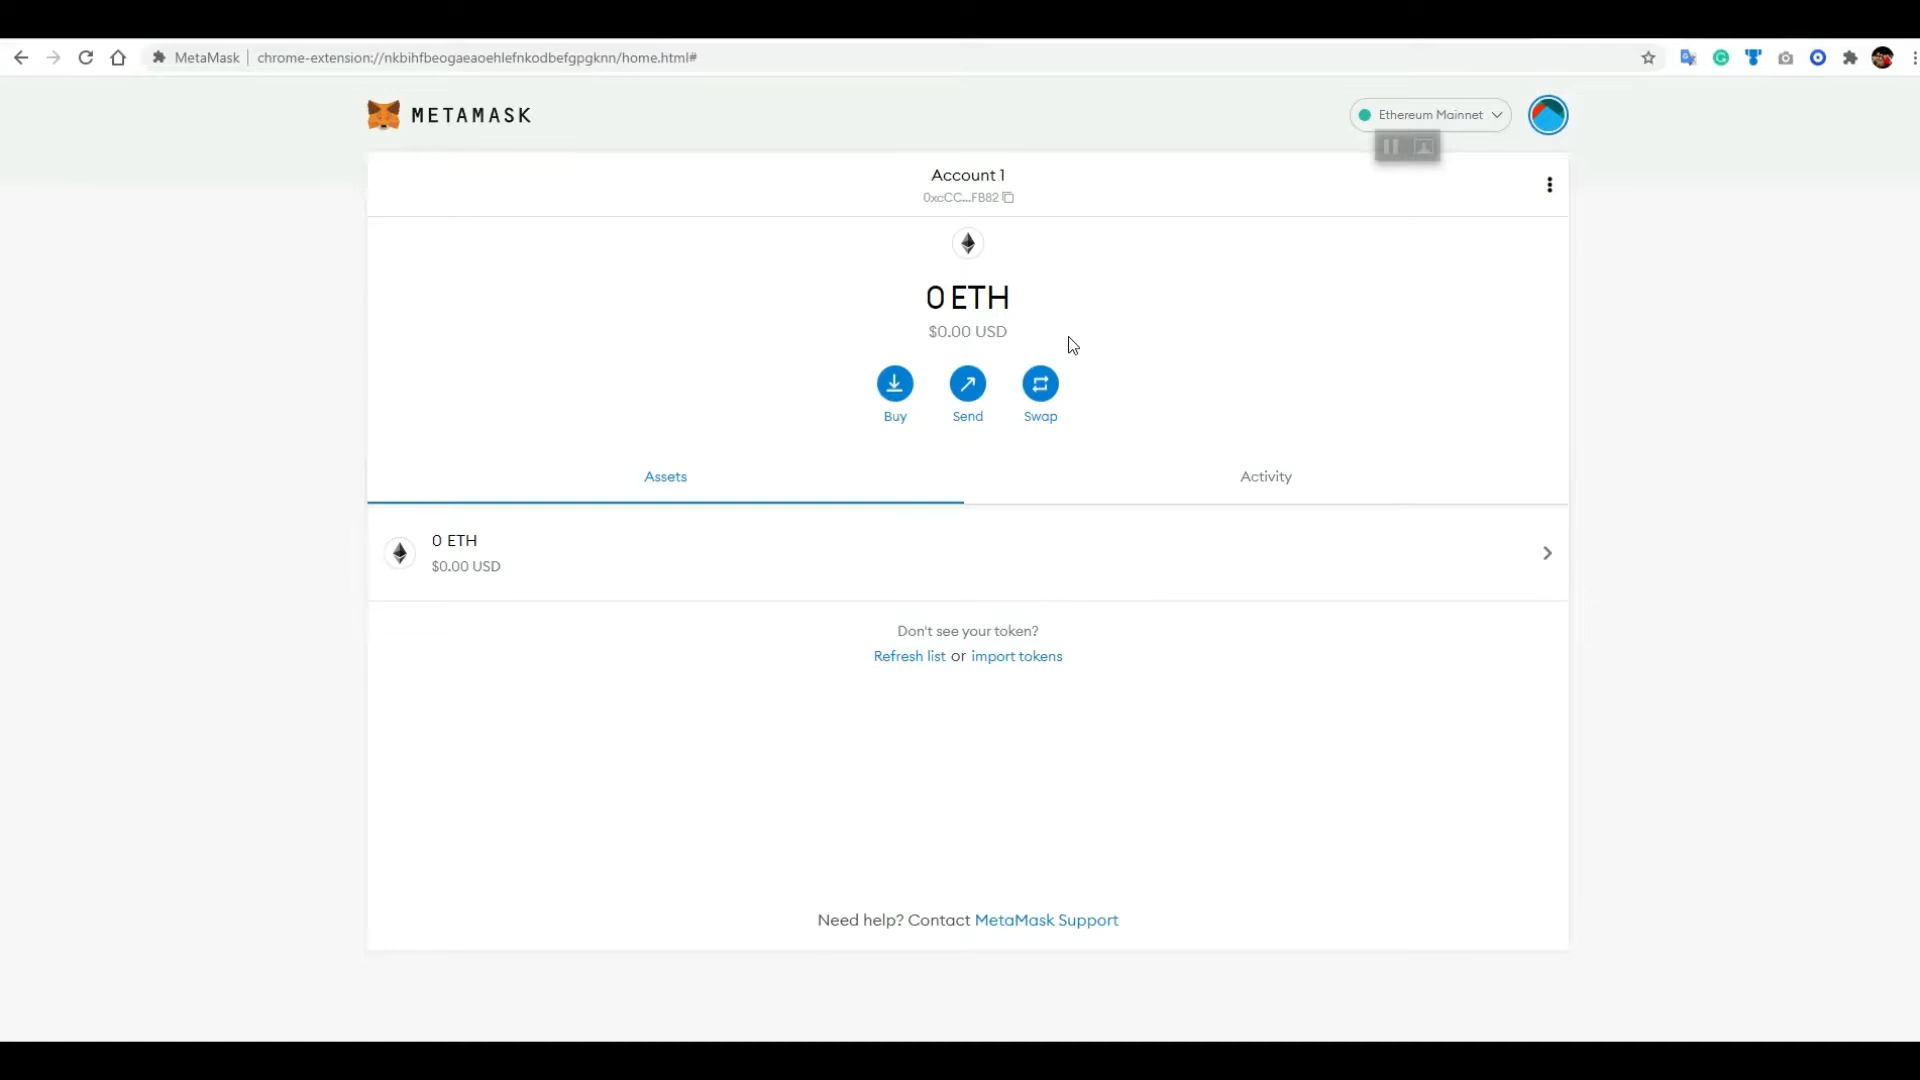 MetaMask
chrome-extension://nkbihfbeogaeaoehlefnkodbefgpgknn/home.html#
METAMASK
Ethereum Mainnet
Account 1
0xcCC...FB82
0 ETH
$0.00 USD
Buy
Send
Swap
Assets
Activity
0 ETH
$0.00 USD
Don't see your token?
Refresh list or import tokens
Need help? Contact MetaMask Support